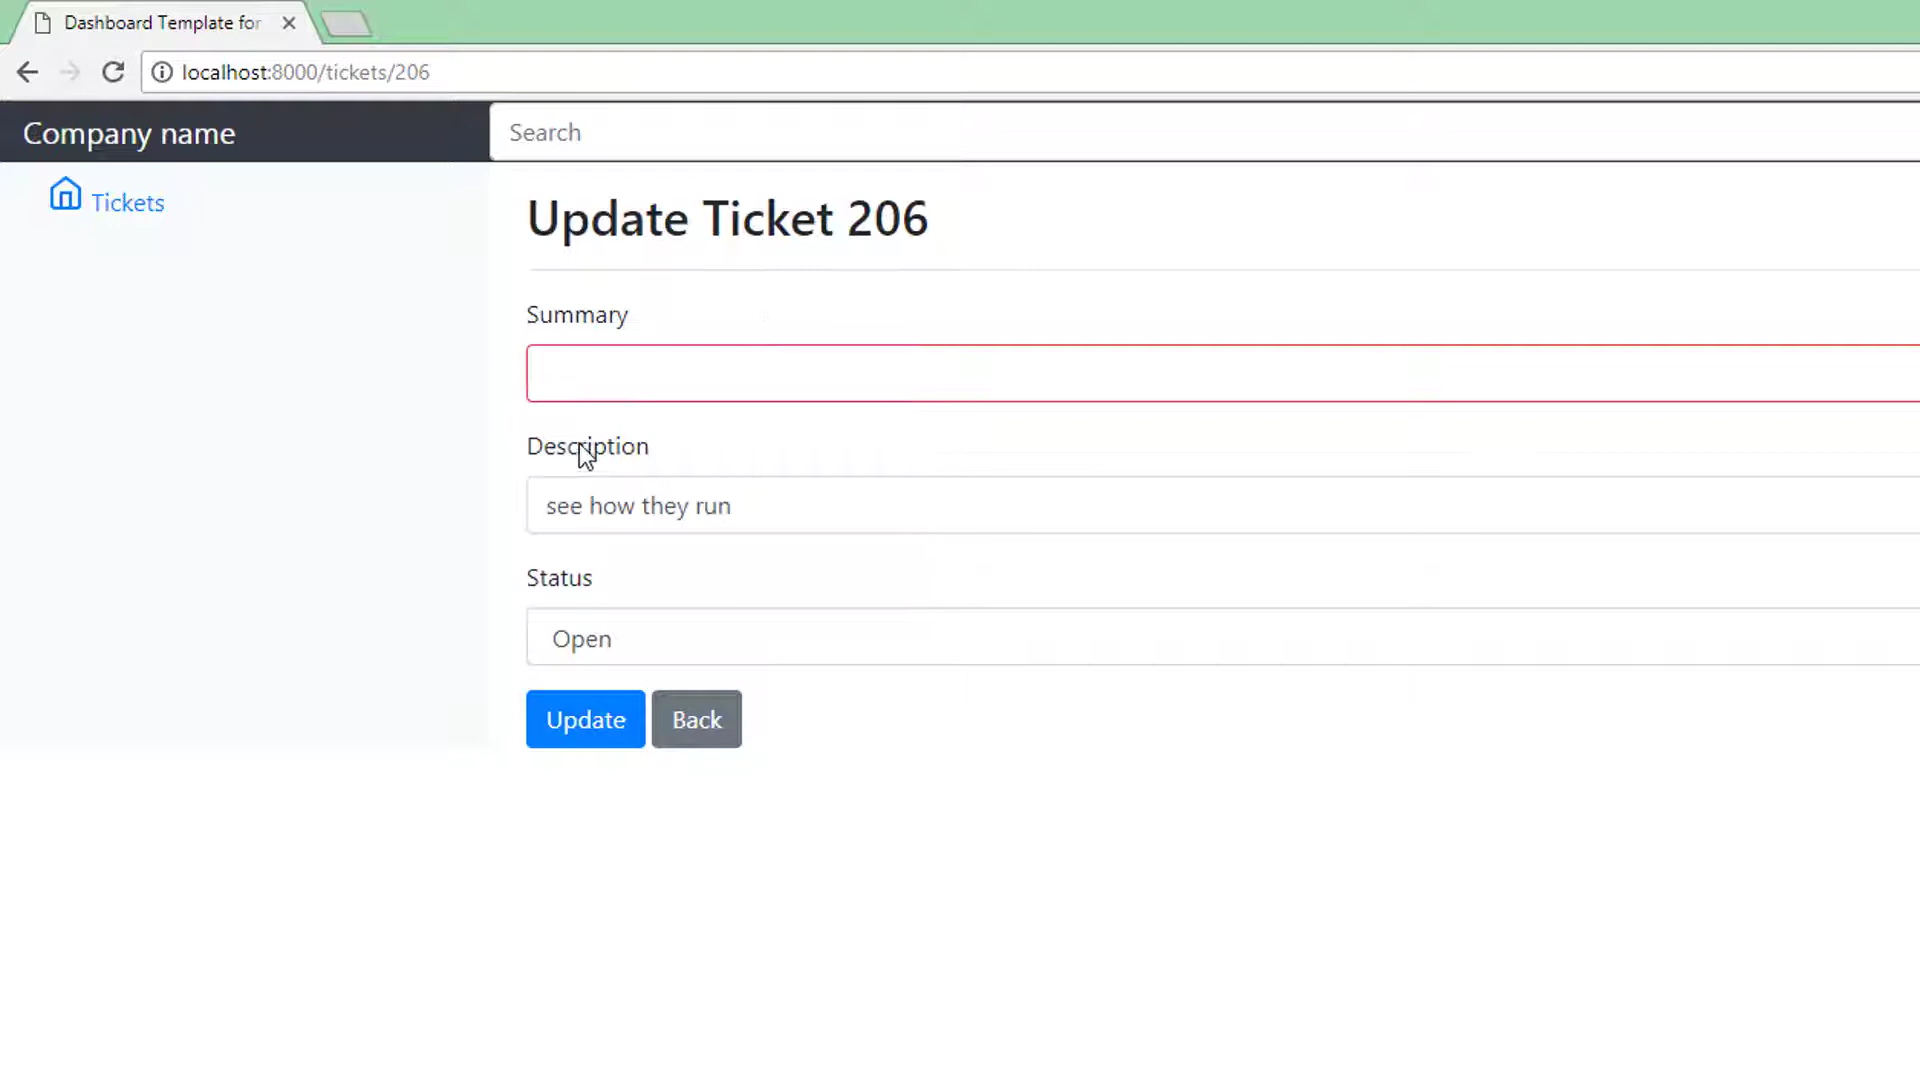 Dashboard Template for
localhost:8000/tickets/206
Company name
Search
Tickets
Update Ticket 206
Summary
Description
see how they run
Status
Open
Update Back